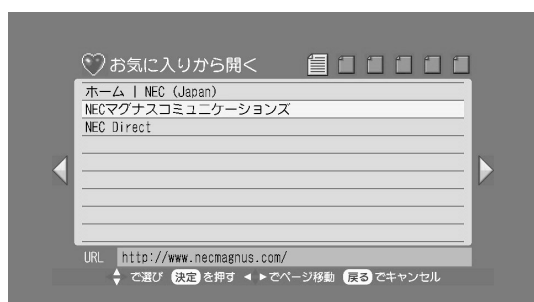 お気に入りから開く
ホーム | NEC (Japan)
NECマグナスコミュニケーションズ
NEC Direct
URL http://www.necmagnus.com/
で選び 決定 を押す ◀ ▶でページ移動 戻る でキャンセル